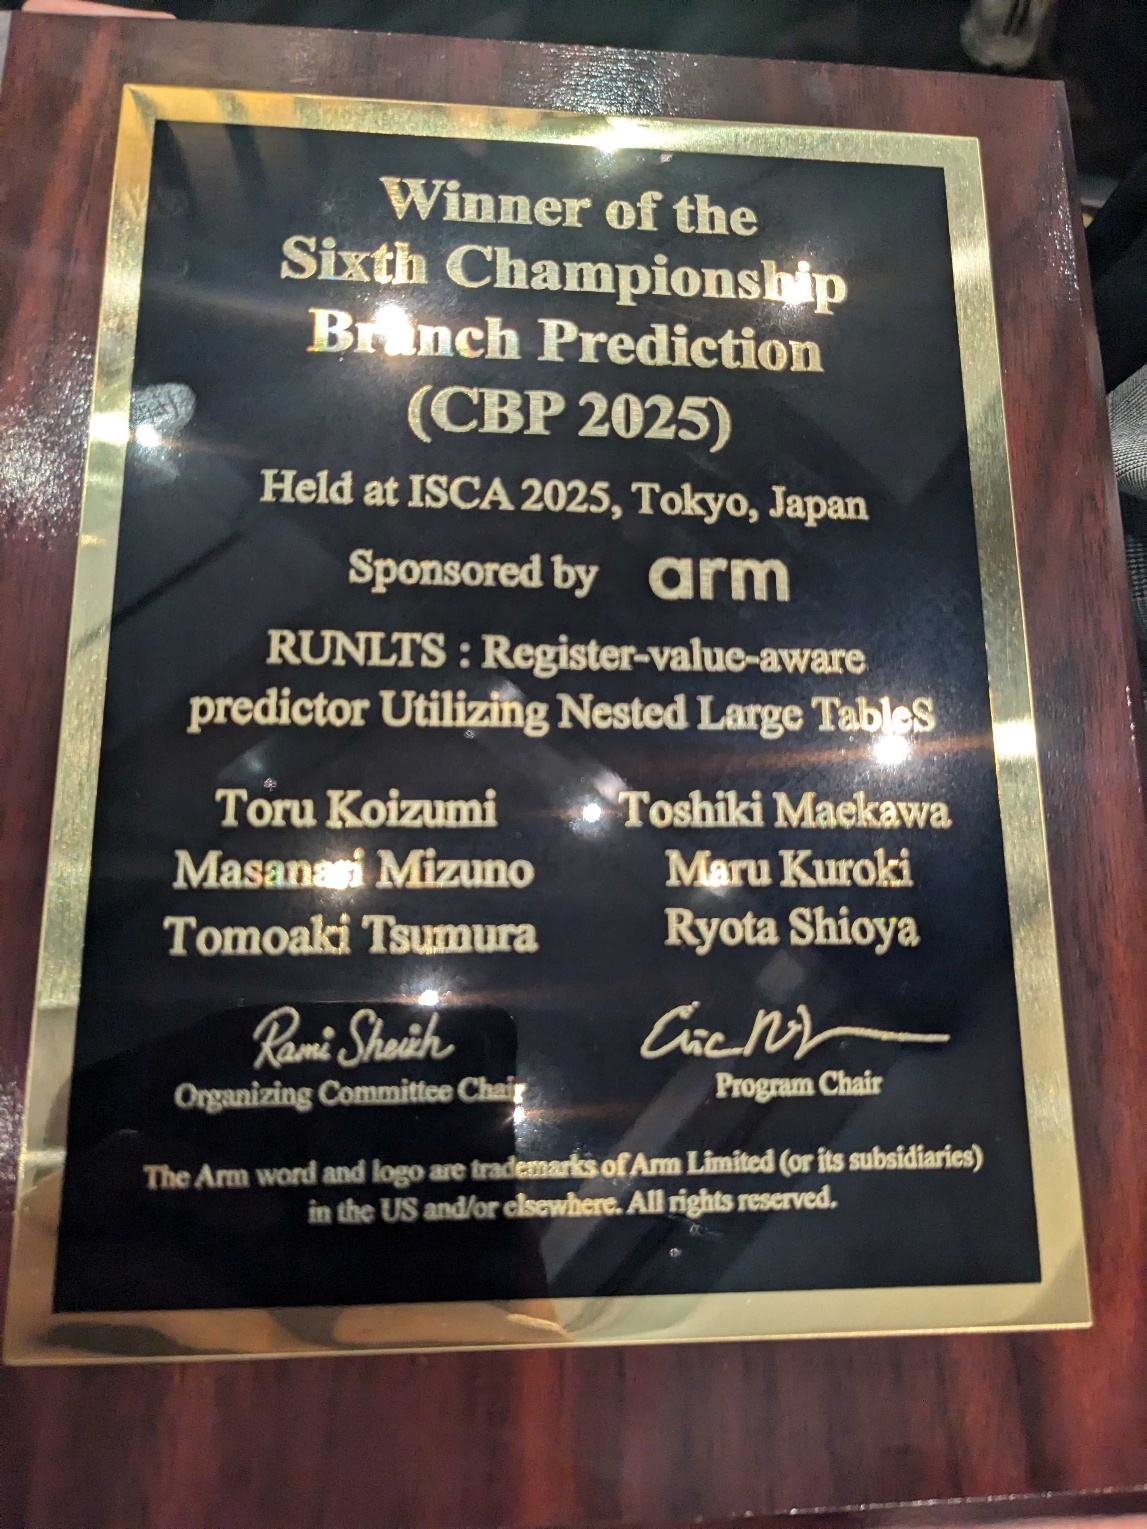 Winner of the
Sixth Championship
Branch Prediction
(CBP 2025)
Held at ISCA 2025, Tokyo, Japan
Sponsored by arm
RUNLTS : Register-value-aware
predictor Utilizing Nested Large TableS
Toru Koizumi Toshiki Maekawa
Masanari Mizuno Maru Kuroki
Tomoaki Tsumura Ryota Shioya
Rami Sheikh Eric
Organizing Committee Chair Program Chair
The Arm word and logo are trademarks of Arm Limited (or its subsidiaries)
in the US and/or elsewhere. All rights reserved.